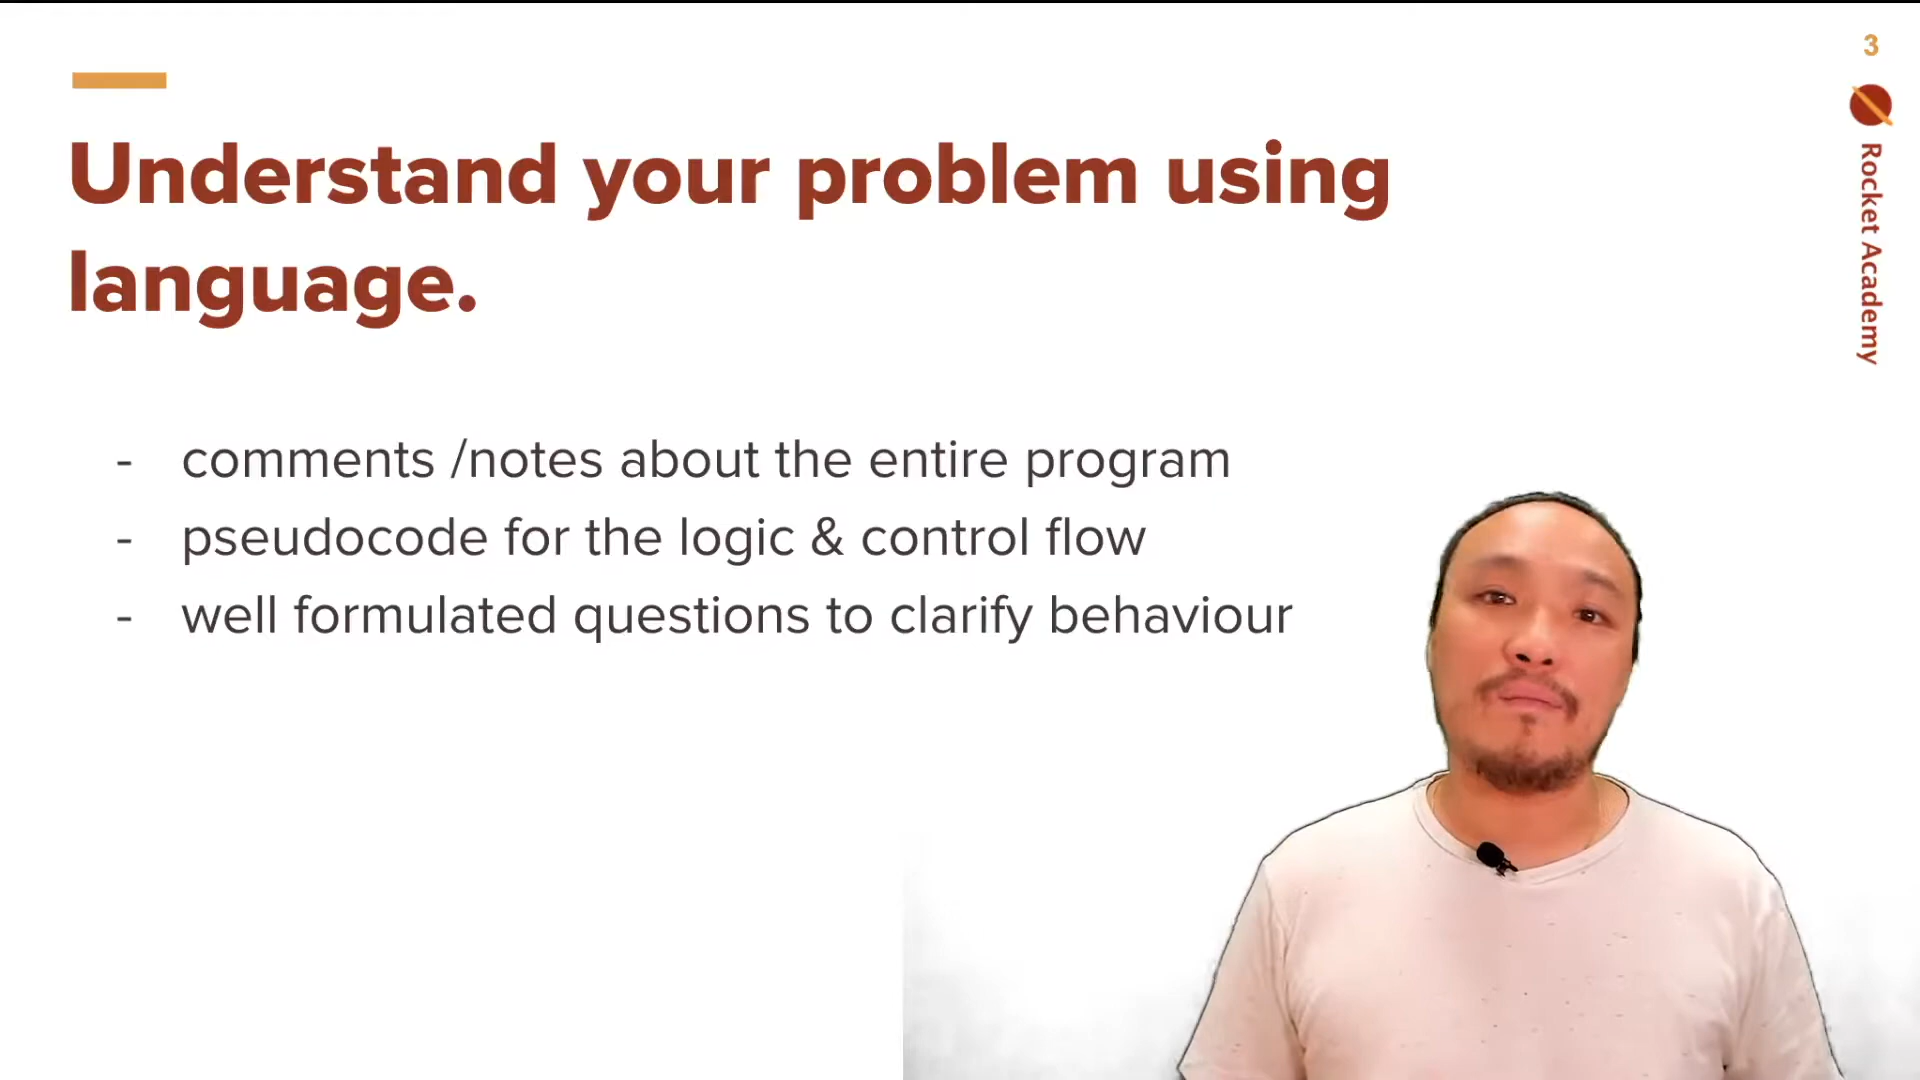 3
Rocket Academy
Understand your problem using
language.
- comments /notes about the entire program
- pseudocode for the logic & control flow
- well formulated questions to clarify behaviour